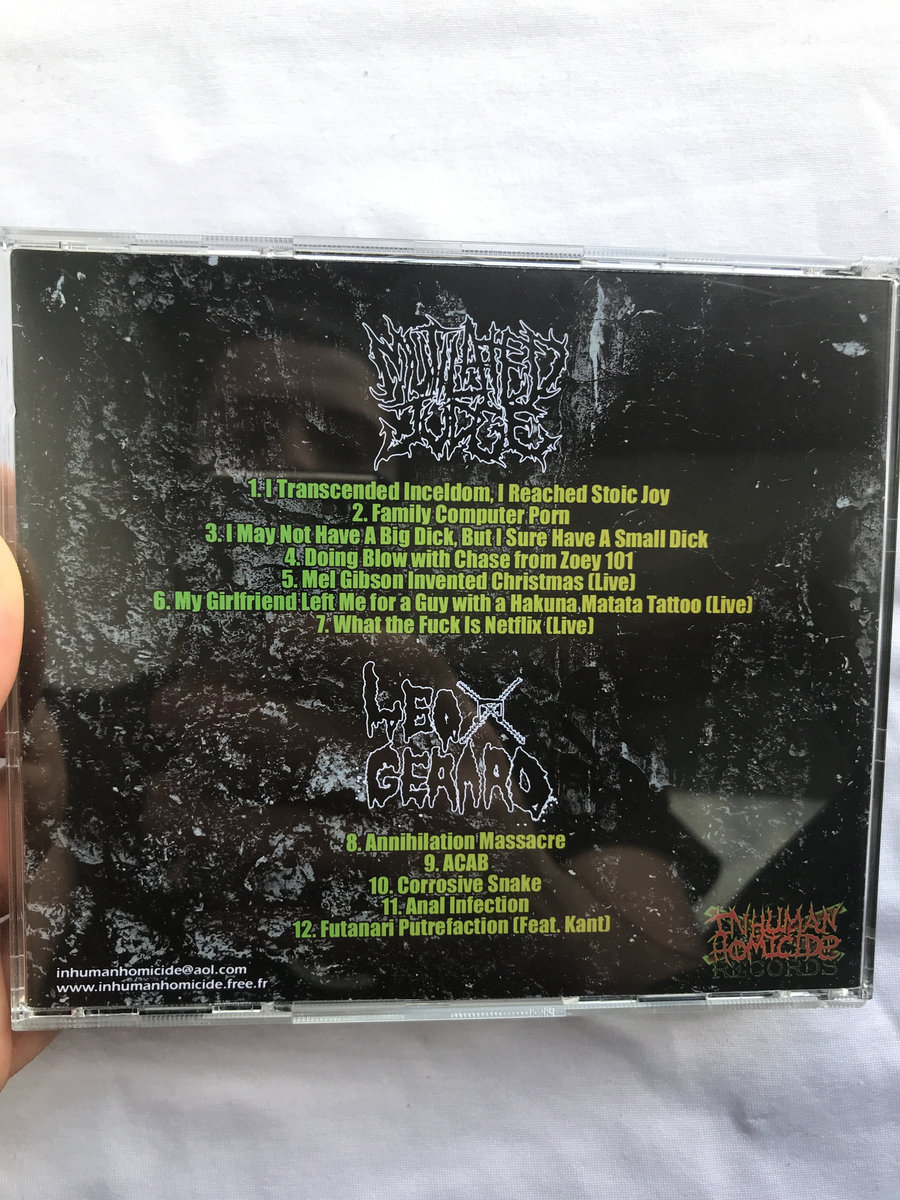 MUTILATED
JUDGE
1. I Transcended Inceldom, I Reached Stoic Joy
2. Family Computer Porn
3. I May Not Have A Big Dick, But I Sure Have A Small Dick
4. Doing Blow with Chase from Zoey 101
5. Mel Gibson Invented Christmas (Live)
6. My Girlfriend Left Me for a Guy with a Hakuna Matata Tattoo (Live)
7. What the Fuck Is Netflix (Live)
LEO
GERARD
8. Annihilation Massacre
9. ACAB
10. Corrosive Snake
11. Anal Infection
12. Futanari Putrefaction (Feat. Kant)
INHUMAN
HOMICIDE
RECORDS
inhumanhomicide@aol.com
www.inhumanhomicide.free.fr